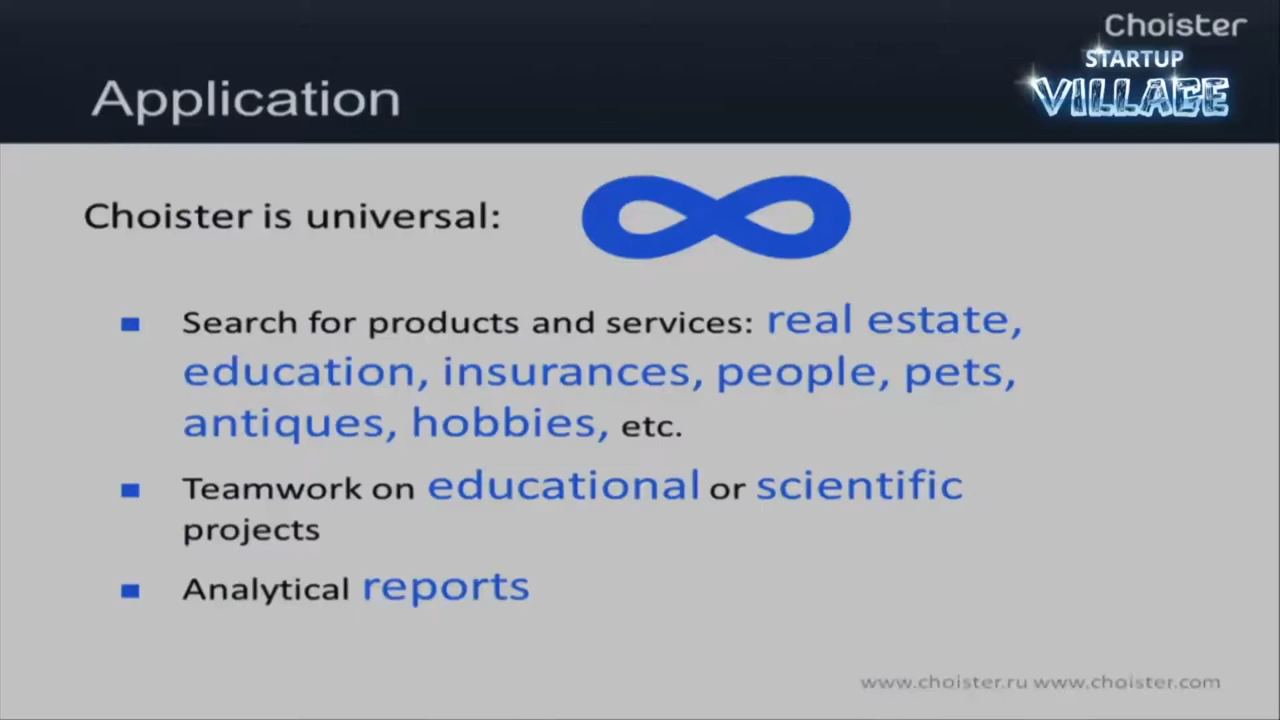 Choister
STARTUP
VILLAGE
Application
Choister is universal:
Search for products and services: real estate,
education, insurances, people, pets,
antiques, hobbies, etc.
Teamwork on educational or scientific
projects
Analytical reports
www.choister.ru www.choister.com